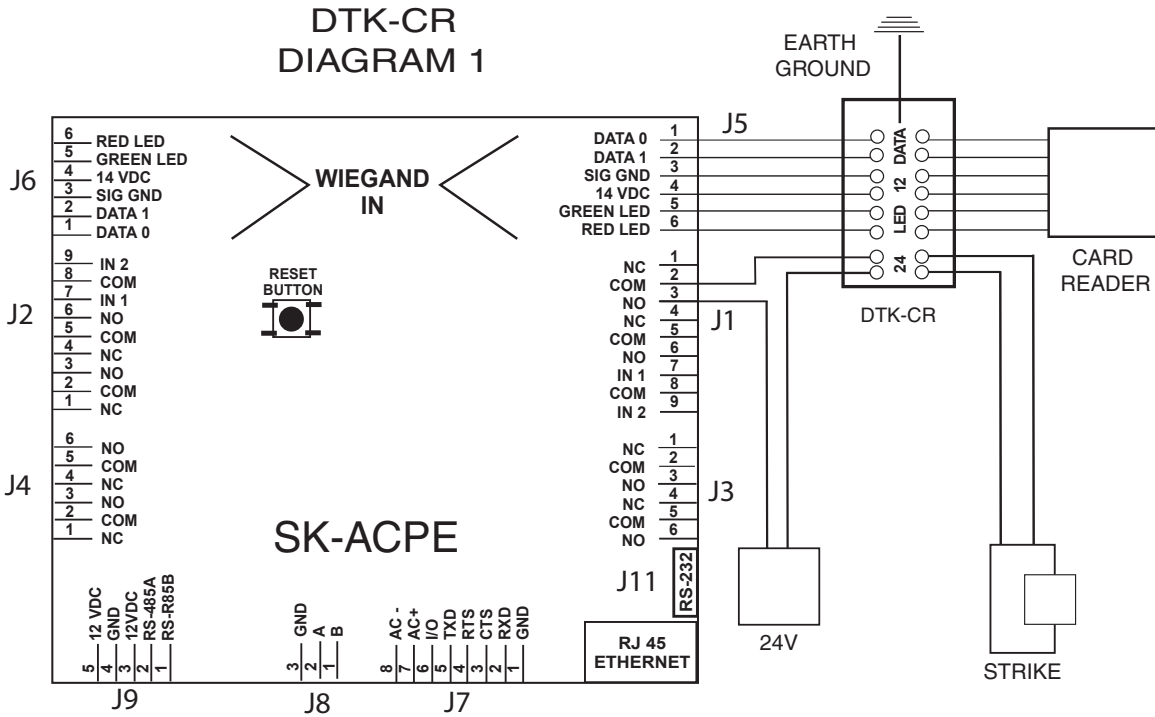 DTK-CR
DIAGRAM 1
EARTH
GROUND
J6
6 RED LED
5 GREEN LED
4 14 VDC
3 SIG GND
2 DATA 1
1 DATA 0
WIEGAND
IN
J5
DATA 0 1
DATA 1 2
SIG GND 3
14 VDC 4
GREEN LED 5
RED LED 6
DATA
12
LED
24
DTK-CR
CARD
READER
J2
9 IN 2
8 COM
7 IN 1
6 NO
5 COM
4 NC
3 NO
2 COM
1 NC
RESET
BUTTON
J1
NC 1
COM 2
NO 3
NC 4
COM 5
NO 6
IN 1 7
COM 8
IN 2 9
J4
6 NO
5 COM
4 NC
3 NO
2 COM
1 NC
SK-ACPE
J3
NC 1
COM 2
NO 3
NC 4
COM 5
NO 6
J11
RS-232
RJ 45
ETHERNET
24V
STRIKE
5 12 VDC
4 GND
3 12VDC
2 RS-485A
1 RS-R85B
J9
3 GND
2 A
1 B
J8
8 AC -
7 AC+
6 I/O
5 TXD
4 RTS
3 CTS
2 RXD
1 GND
J7